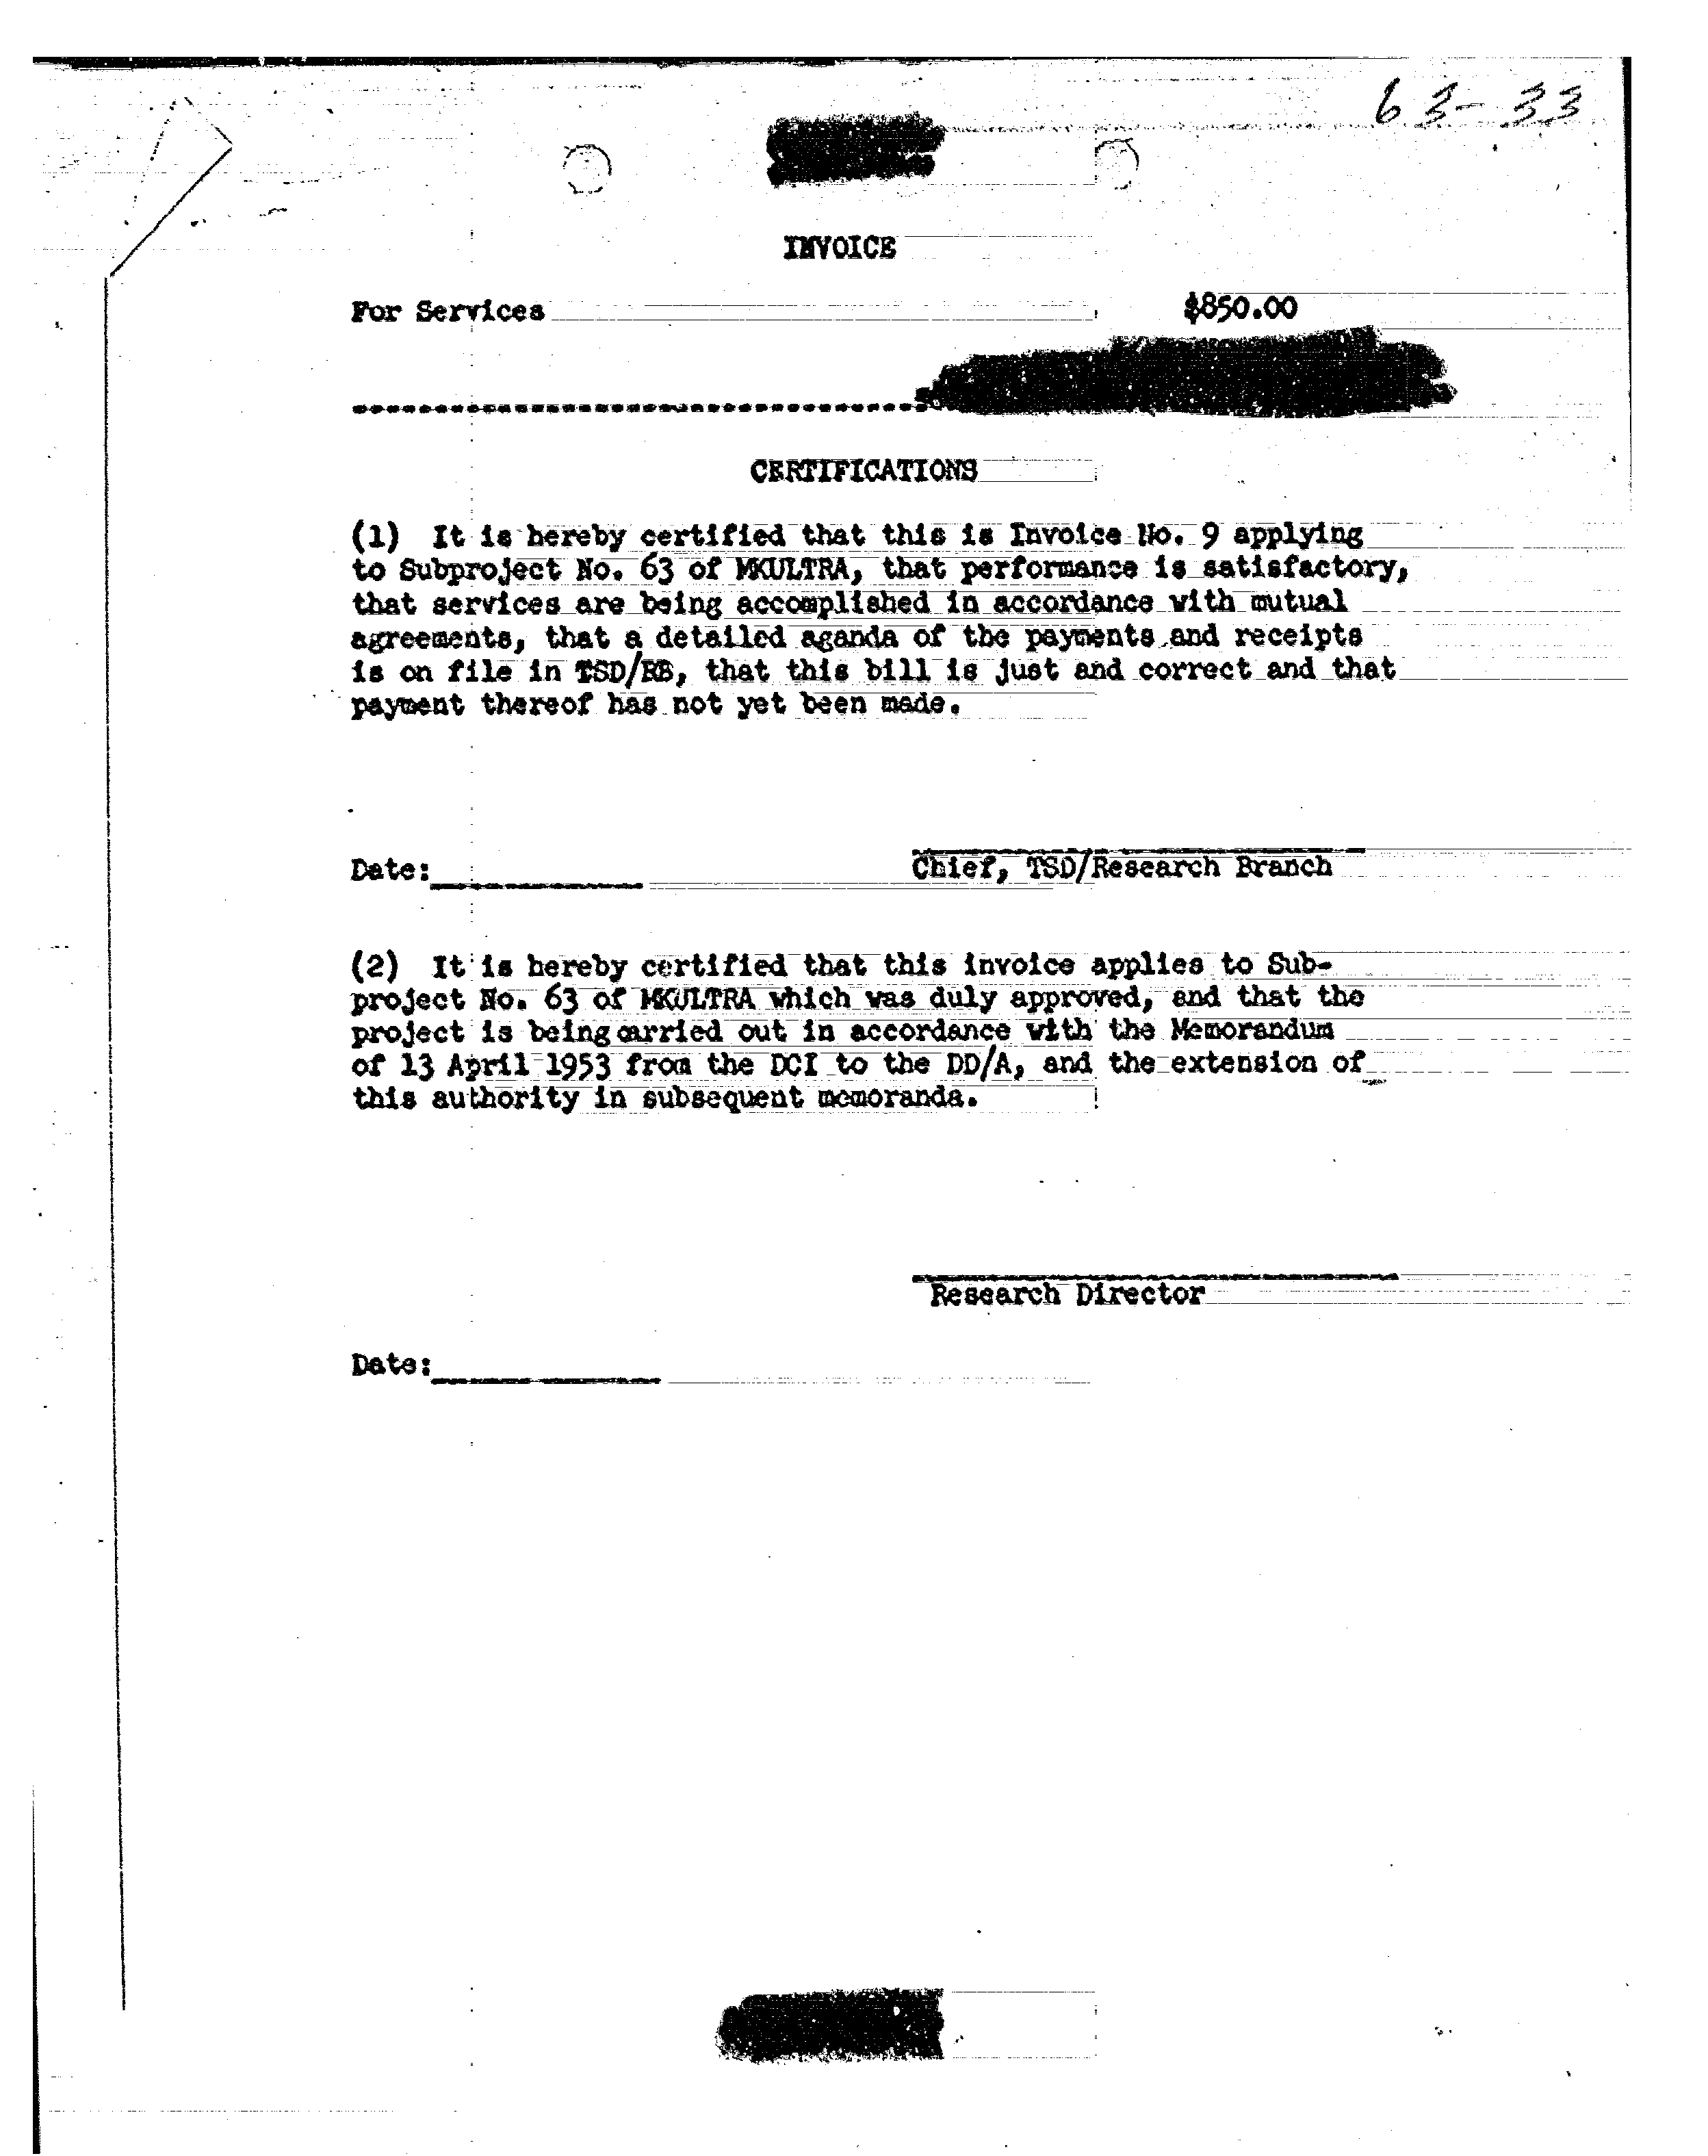 63-33
INVOICE
For Services $850.00
CERTIFICATIONS
(1) It is hereby certified that this is Invoice No. 9 applying
to Subproject No. 63 of MKULTRA, that performance is satisfactory,
that services are being accomplished in accordance with mutual
agreements, that a detailed aganda of the payments and receipts
is on file in TSD/RB, that this bill is just and correct and that
payment thereof has not yet been made.
Date:
Chief, TSD/Research Branch
(2) It is hereby certified that this invoice applies to Sub-
project No. 63 of MKULTRA which was duly approved, and that the
project is being carried out in accordance with the Memorandum
of 13 April 1953 from the DCI to the DD/A, and the extension of
this authority in subsequent memoranda.
Research Director
Date: